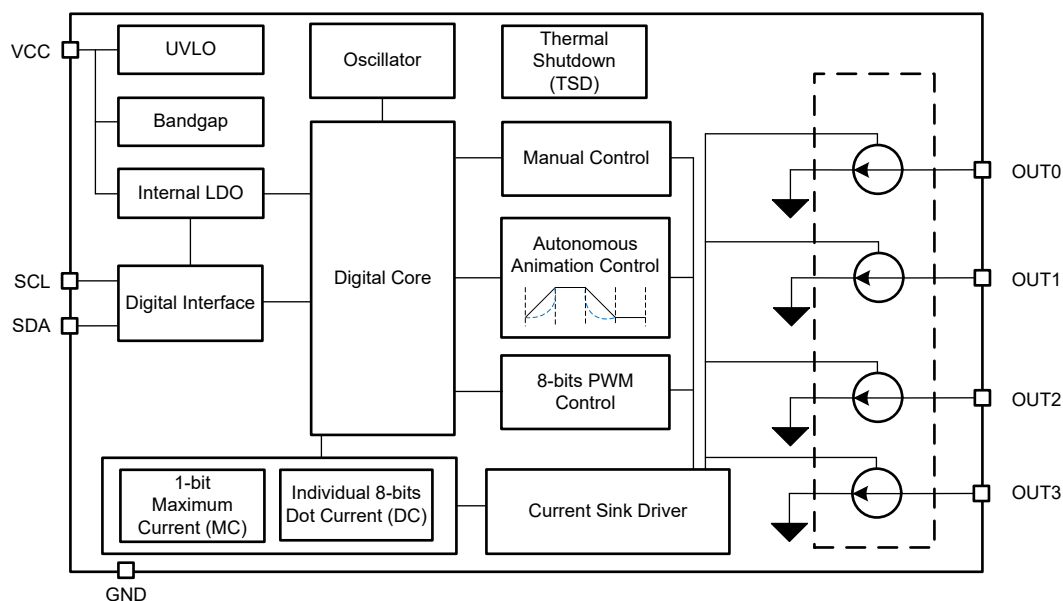 VCC
UVLO
Oscillator
Thermal
Shutdown
(TSD)
Bandgap
Internal LDO
Manual Control
OUT0
SCL
SDA
Digital Interface
Digital Core
Autonomous
Animation Control
OUT1
8-bits PWM
Control
OUT2
1-bit
Maximum
Current (MC)
Individual 8-bits
Dot Current (DC)
Current Sink Driver
OUT3
GND